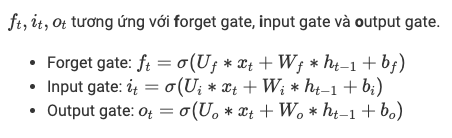 f_t, i_t, o_t tương ứng với forget gate, input gate và output gate.
• Forget gate: f_t = σ(U_f * x_t + W_f * h_{t−1} + b_f)
• Input gate: i_t = σ(U_i * x_t + W_i * h_{t−1} + b_i)
• Output gate: o_t = σ(U_o * x_t + W_o * h_{t−1} + b_o)